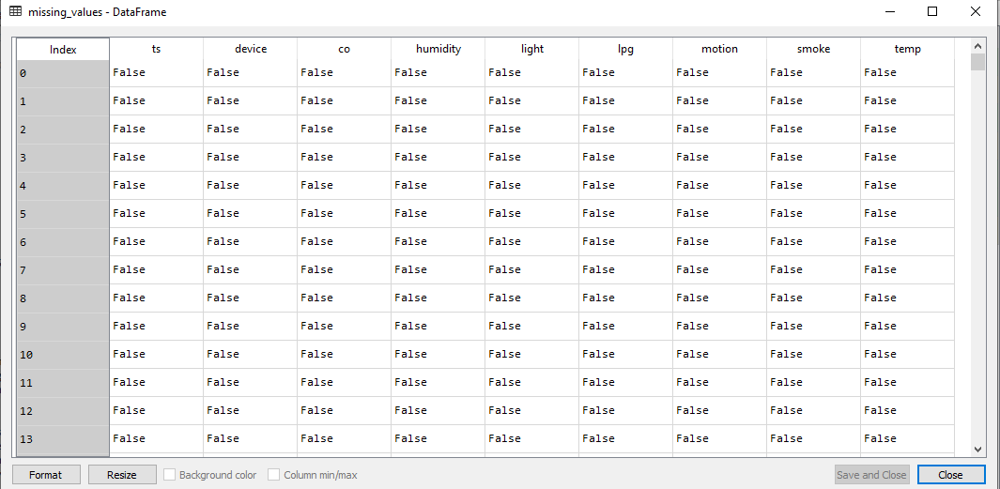 missing_values - DataFrame
Index ts device co humidity light lpg motion smoke temp
0 False False False False False False False False False
1 False False False False False False False False False
2 False False False False False False False False False
3 False False False False False False False False False
4 False False False False False False False False False
5 False False False False False False False False False
6 False False False False False False False False False
7 False False False False False False False False False
8 False False False False False False False False False
9 False False False False False False False False False
10 False False False False False False False False False
11 False False False False False False False False False
12 False False False False False False False False False
13 False False False False False False False False False
Format Resize Background color Column min/max Save and Close Close